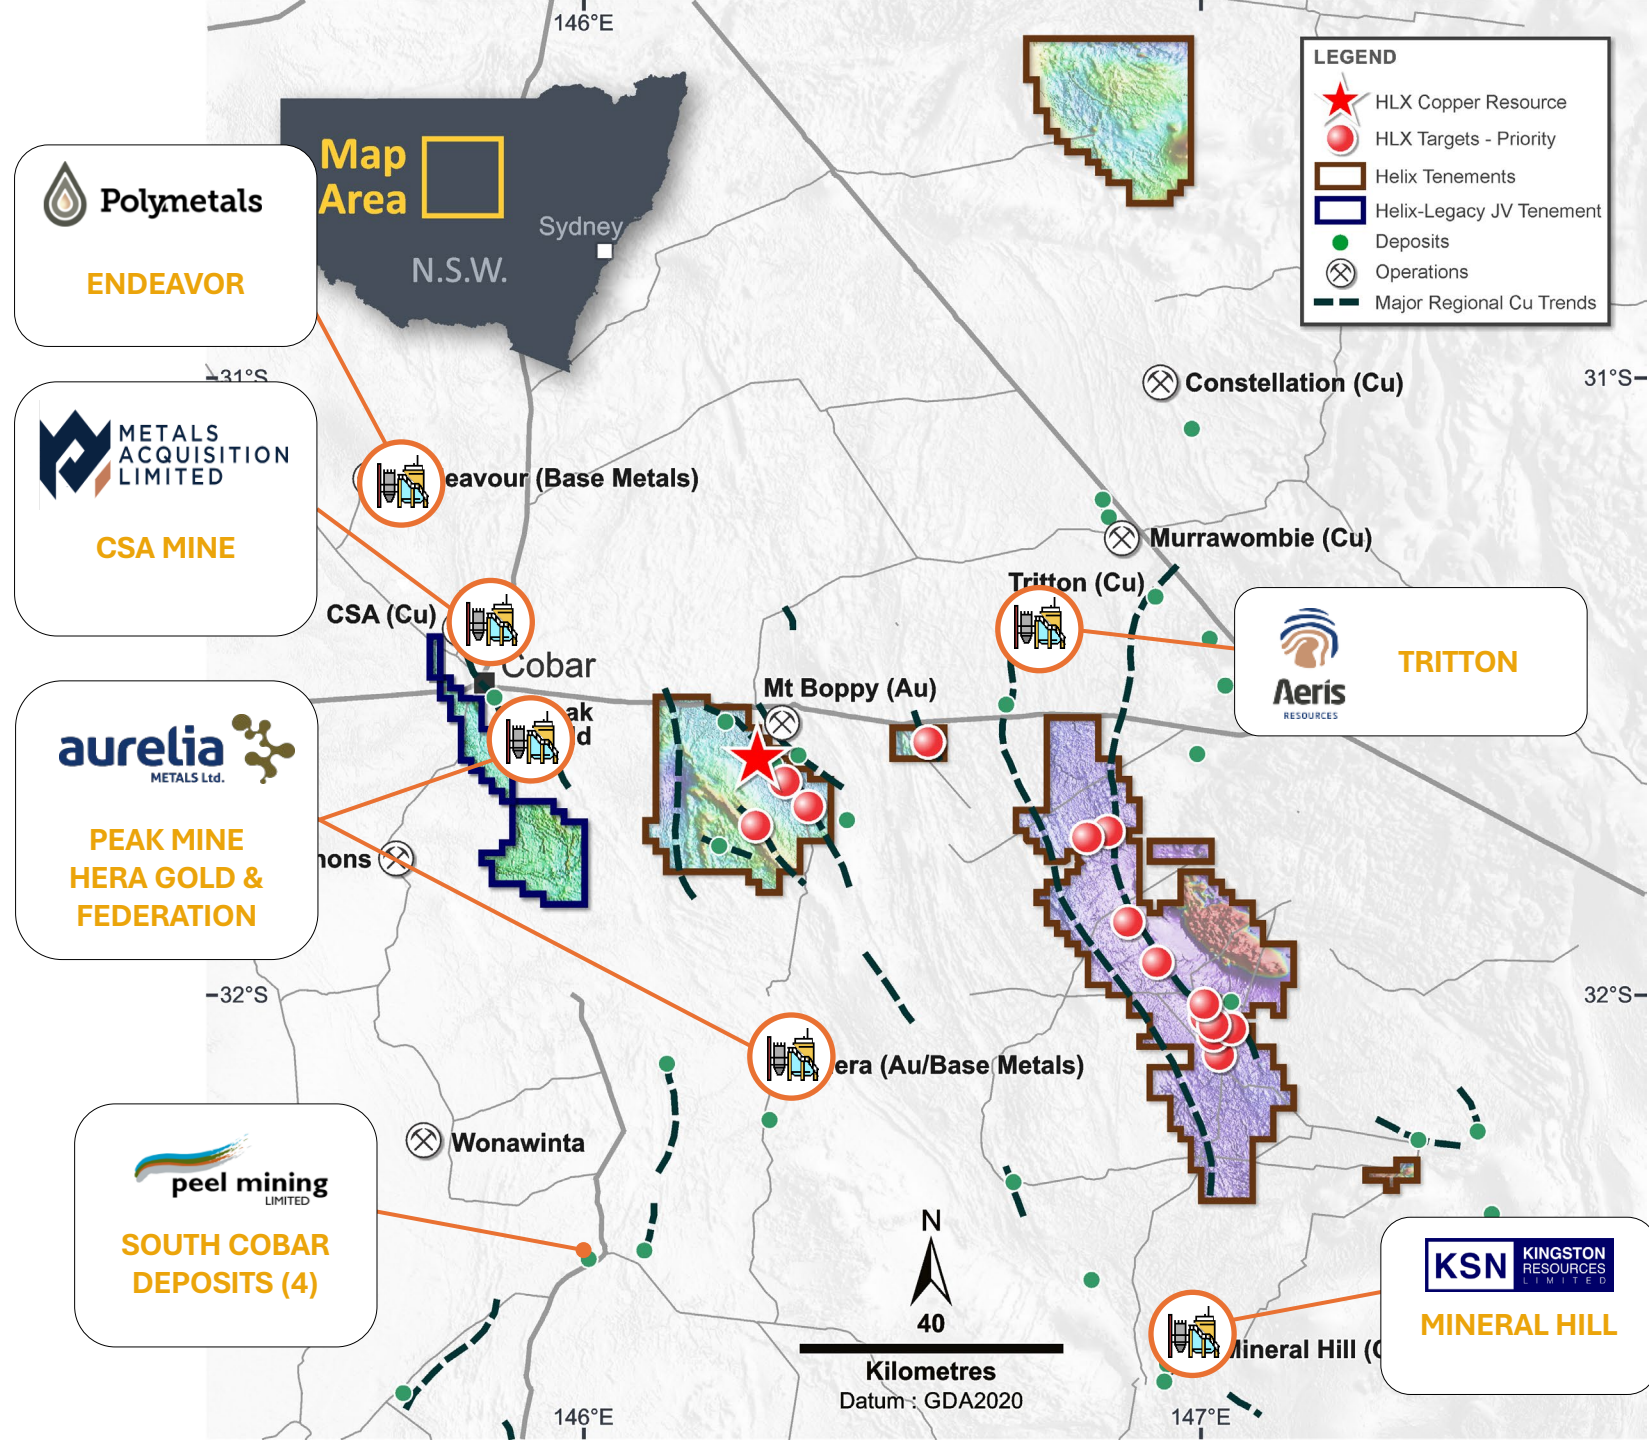 146°E
LEGEND
HLX Copper Resource
HLX Targets - Priority
Helix Tenements
Helix-Legacy JV Tenement
Deposits
Operations
Major Regional Cu Trends
Map
Area
Sydney
N.S.W.
Polymetals
ENDEAVOR
31°S
31°S
METALS
ACQUISITION
LIMITED
CSA MINE
Constellation (Cu)
eavour (Base Metals)
Murrawombie (Cu)
Tritton (Cu)
CSA (Cu)
Cobar
Aeris
RESOURCES
TRITTON
Mt Boppy (Au)
ak
d
aurelia
METALS Ltd.
PEAK MINE
HERA GOLD &
FEDERATION
nons
32°S
32°S
era (Au/Base Metals)
Wonawinta
peel mining
LIMITED
SOUTH COBAR
DEPOSITS (4)
N
40
Kilometres
Datum : GDA2020
KSN
KINGSTON
RESOURCES
LIMITED
MINERAL HILL
Mineral Hill (
146°E
147°E